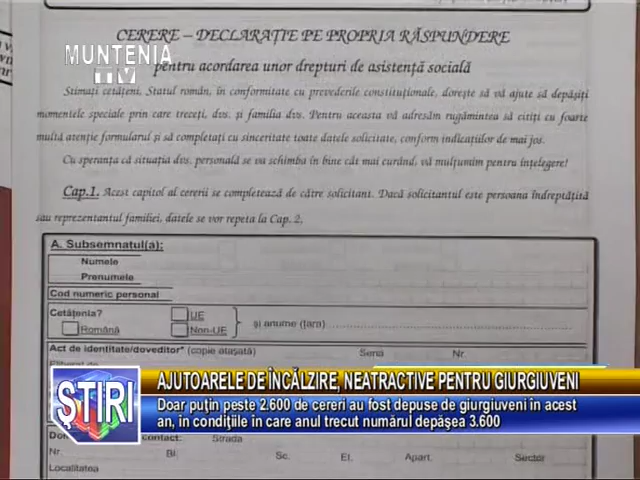 CERERE – DECLARAȚIE PE PROPRIA RĂSPUNDERE
MUNTENIA
TV
pentru acordarea unor drepturi de asistență socială
Stimați cetățeni, Statul român, în conformitate cu prevederile constituționale, dorește să vă ajute să depășiți
momentele speciale prin care treceți, dvs. și familia dvs. Pentru aceasta vă adresăm rugămintea să citiți cu foarte
multă atenție formularul și să completați cu sinceritate toate datele solicitate, conform indicațiilor de mai jos.
Cu speranța că situația dvs. personală se va schimba în bine cât mai curând, vă mulțumim pentru înțelegere!
Cap.1. Acest capitol al cererii se completează de către solicitant. Dacă solicitantul este persoana îndreptățită
sau reprezentantul familiei, datele se vor repeta la Cap. 2.
A. Subsemnatul(a):
Numele
Prenumele
Cod numeric personal
Cetățenia?
Română
UE
Non-UE
și anume (țara)
Act de identitate/doveditor* (copie atașată) Seria Nr.
ȘTIRI
AJUTOARELE DE ÎNCĂLZIRE, NEATRACTIVE PENTRU GIURGIUVENI
Doar puțin peste 2.600 de cereri au fost depuse de giurgiuveni în acest
an, în condițiile în care anul trecut numărul depășea 3.600
contact: Strada
Nr. Bl. Sc. Et. Apart. Sector
Localitatea